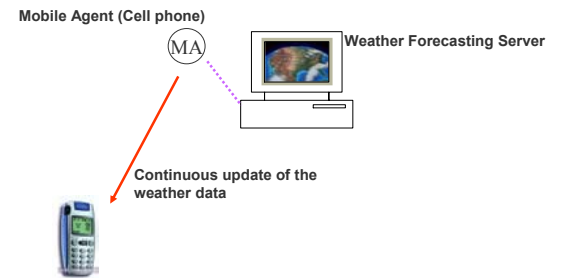 Mobile Agent (Cell phone)
MA
Weather Forecasting Server
Continuous update of the
weather data